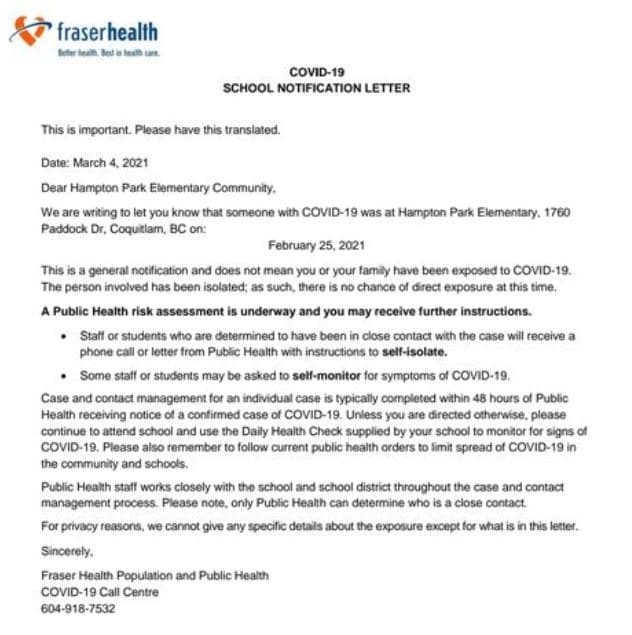 fraserhealth
Better health. Best in health care.
COVID-19
SCHOOL NOTIFICATION LETTER
This is important. Please have this translated.
Date: March 4, 2021
Dear Hampton Park Elementary Community,
We are writing to let you know that someone with COVID-19 was at Hampton Park Elementary, 1760
Paddock Dr, Coquitlam, BC on:
February 25, 2021
This is a general notification and does not mean you or your family have been exposed to COVID-19.
The person involved has been isolated; as such, there is no chance of direct exposure at this time.
A Public Health risk assessment is underway and you may receive further instructions.
• Staff or students who are determined to have been in close contact with the case will receive a
phone call or letter from Public Health with instructions to self-isolate.
• Some staff or students may be asked to self-monitor for symptoms of COVID-19.
Case and contact management for an individual case is typically completed within 48 hours of Public
Health receiving notice of a confirmed case of COVID-19. Unless you are directed otherwise, please
continue to attend school and use the Daily Health Check supplied by your school to monitor for signs of
COVID-19. Please also remember to follow current public health orders to limit spread of COVID-19 in
the community and schools.
Public Health staff works closely with the school and school district throughout the case and contact
management process. Please note, only Public Health can determine who is a close contact.
For privacy reasons, we cannot give any specific details about the exposure except for what is in this letter.
Sincerely,
Fraser Health Population and Public Health
COVID-19 Call Centre
604-918-7532